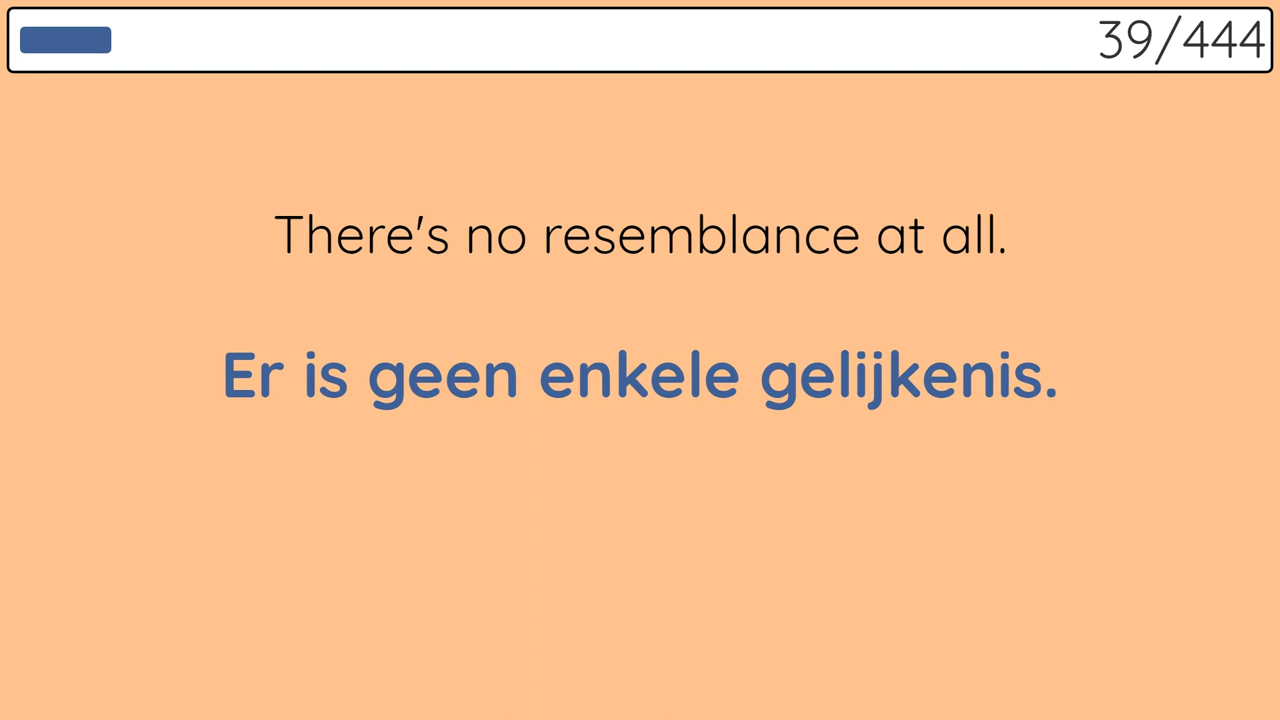 39/444
There's no resemblance at all.
Er is geen enkele gelijkenis.